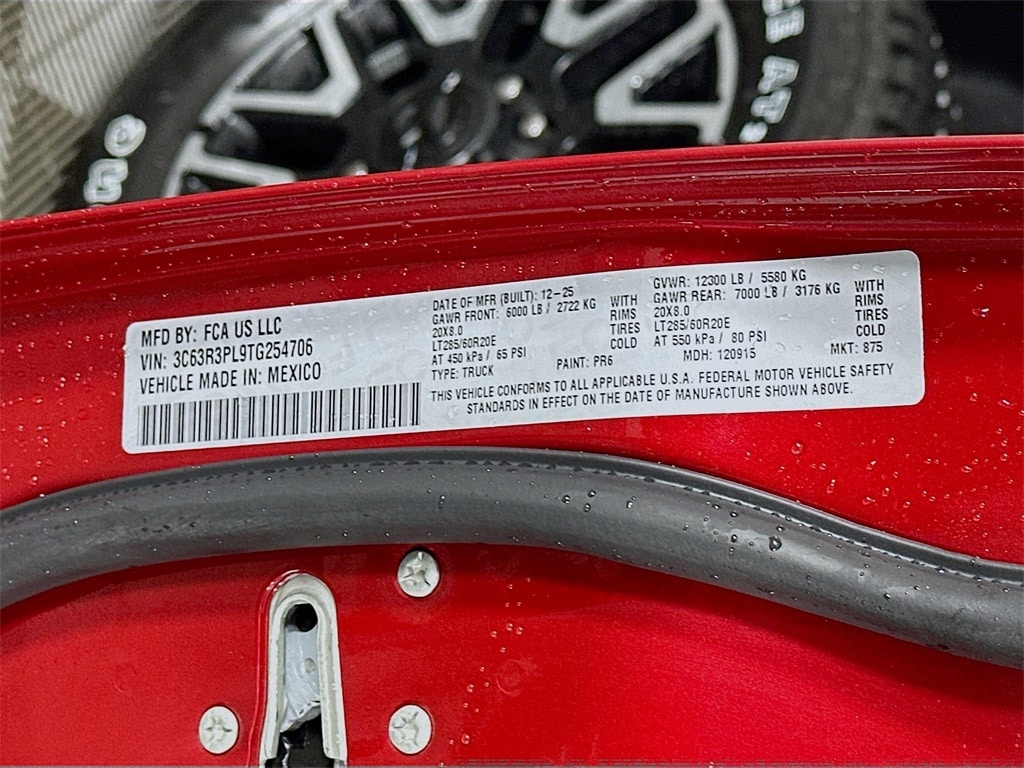 MFD BY: FCA US LLC
VIN: 3C63R3PL9TG254706
VEHICLE MADE IN: MEXICO
DATE OF MFR (BUILT): 12-25
GAWR FRONT: 6000 LB / 2722 KG
20X8.0
LT285/60R20E
AT 450 kPa / 65 PSI
TYPE: TRUCK
WITH
RIMS
TIRES
COLD
PAINT: PR6
GVWR: 12300 LB / 5580 KG
GAWR REAR: 7000 LB / 3176 KG
20X8.0
LT285/60R20E
AT 550 kPa / 80 PSI
MDH: 120915
WITH
RIMS
TIRES
COLD
MKT: 875
THIS VEHICLE CONFORMS TO ALL APPLICABLE U.S.A. FEDERAL MOTOR VEHICLE SAFETY
STANDARDS IN EFFECT ON THE DATE OF MANUFACTURE SHOWN ABOVE.
AT